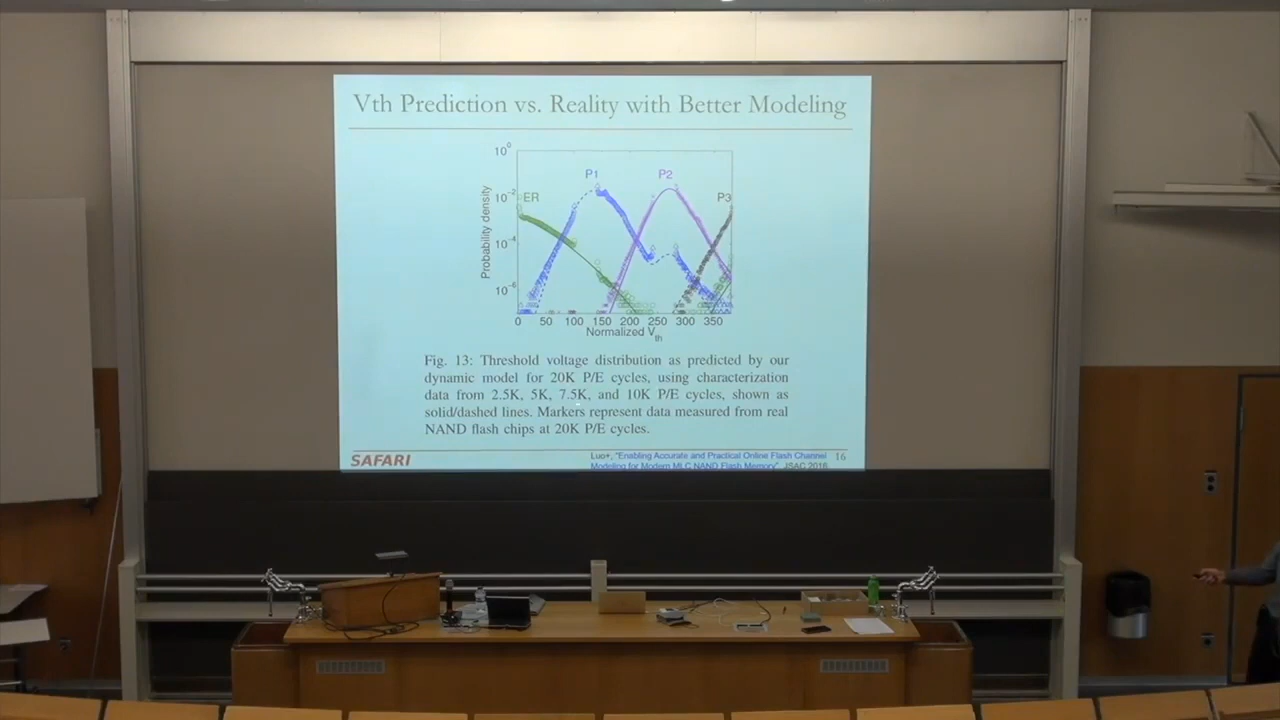 Vth Prediction vs. Reality with Better Modeling
10⁰
10⁻²
10⁻⁴
10⁻⁶
Probability density
ER
P1
P2
P3
0 50 100 150 200 250 300 350
Normalized Vth
Fig. 13: Threshold voltage distribution as predicted by our
dynamic model for 20K P/E cycles, using characterization
data from 2.5K, 5K, 7.5K, and 10K P/E cycles, shown as
solid/dashed lines. Markers represent data measured from real
NAND flash chips at 20K P/E cycles.
SAFARI
Luo+, "Enabling Accurate and Practical Online Flash Channel
Modeling for Modern MLC NAND Flash Memory", JSAC 2016.
16